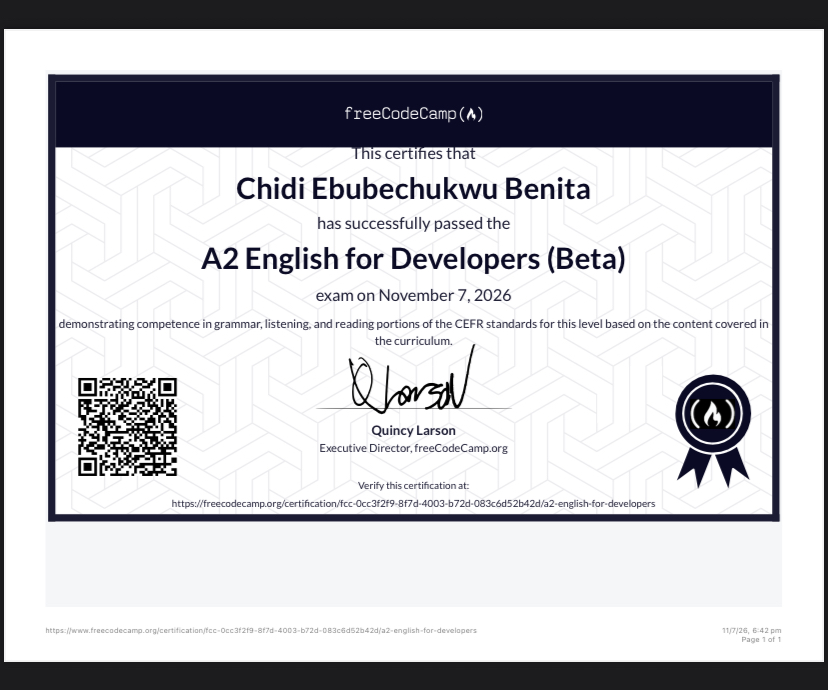 freeCodeCamp(🔥)
This certifies that
Chidi Ebubechukwu Benita
has successfully passed the
A2 English for Developers (Beta)
exam on November 7, 2026
demonstrating competence in grammar, listening, and reading portions of the CEFR standards for this level based on the content covered in
the curriculum.
Q Larson
Quincy Larson
Executive Director, freeCodeCamp.org
Verify this certification at:
https://freecodecamp.org/certification/fcc-0cc3f2f9-8f7d-4003-b72d-083c6d52b42d/a2-english-for-developers
https://www.freecodecamp.org/certification/fcc-0cc3f2f9-8f7d-4003-b72d-083c6d52b42d/a2-english-for-developers
11/7/26, 6:42 pm
Page 1 of 1